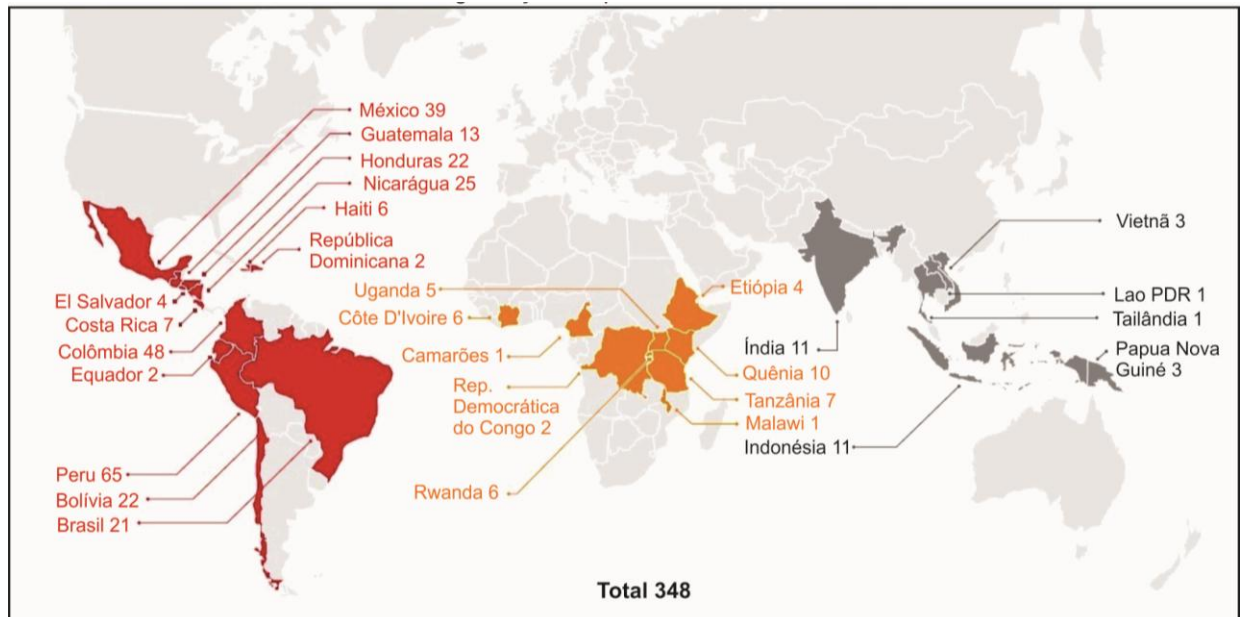 México 39
Guatemala 13
Honduras 22
Nicarágua 25
Haiti 6
República
Dominicana 2
El Salvador 4
Costa Rica 7
Colômbia 48
Equador 2
Peru 65
Bolívia 22
Brasil 21
Uganda 5
Côte D'Ivoire 6
Camarões 1
Rep.
Democrática
do Congo 2
Rwanda 6
Etiópia 4
Quênia 10
Tanzânia 7
Malawi 1
Índia 11
Indonésia 11
Vietnã 3
Lao PDR 1
Tailândia 1
Papua Nova
Guiné 3
Total 348